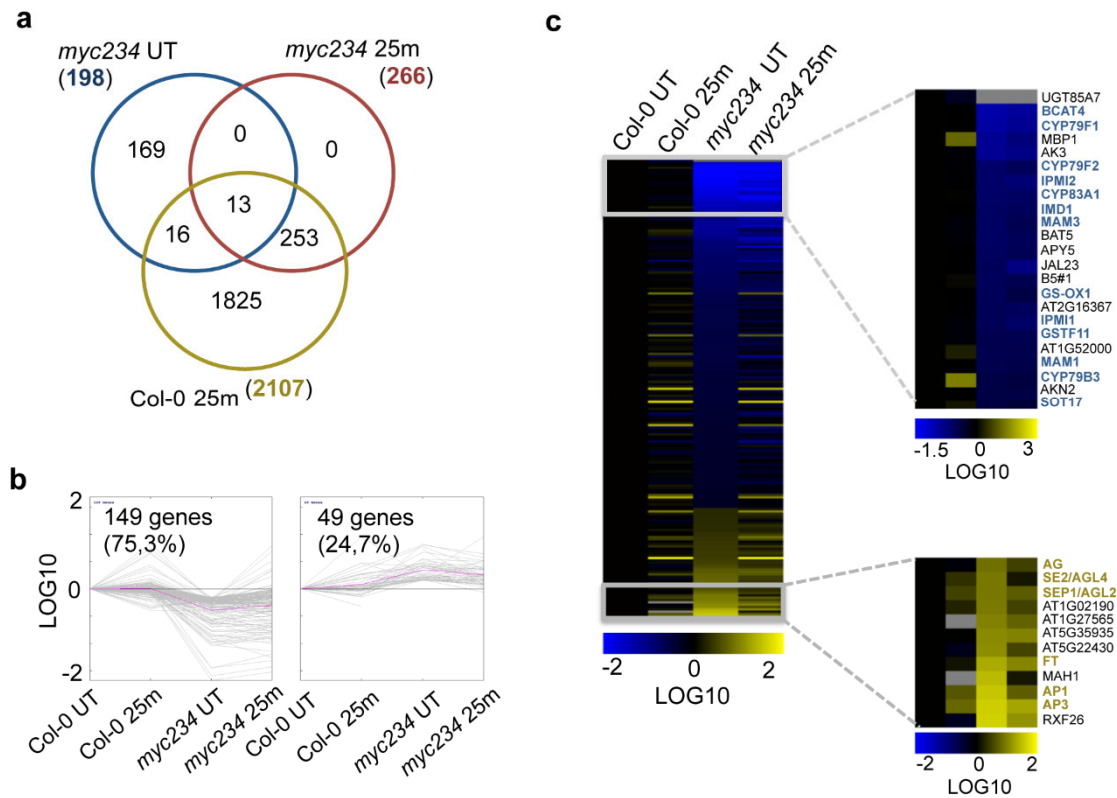 a
myc234 UT
(198)
myc234 25m
(266)
169
0
0
13
16
253
1825
Col-0 25m (2107)
b
2
149 genes
(75,3%)
49 genes
(24,7%)
LOG10
0
-2
Col-0 UT
Col-0 25m
myc234 UT
myc234 25m
Col-0 UT
Col-0 25m
myc234 UT
myc234 25m
c
Col-0 UT
Col-0 25m
myc234 UT
myc234 25m
-2 0 2
LOG10
UGT85A7
BCAT4
CYP79F1
MBP1
AK3
CYP79F2
IPMI2
CYP83A1
IMD1
MAM3
BAT5
APY5
JAL23
B5#1
GS-OX1
AT2G16367
IPMI1
GSTF11
AT1G52000
MAM1
CYP79B3
AKN2
SOT17
-1.5 0 3
LOG10
AG
SE2/AGL4
SEP1/AGL2
AT1G02190
AT1G27565
AT5G35935
AT5G22430
FT
MAH1
AP1
AP3
RXF26
-2 0 2
LOG10